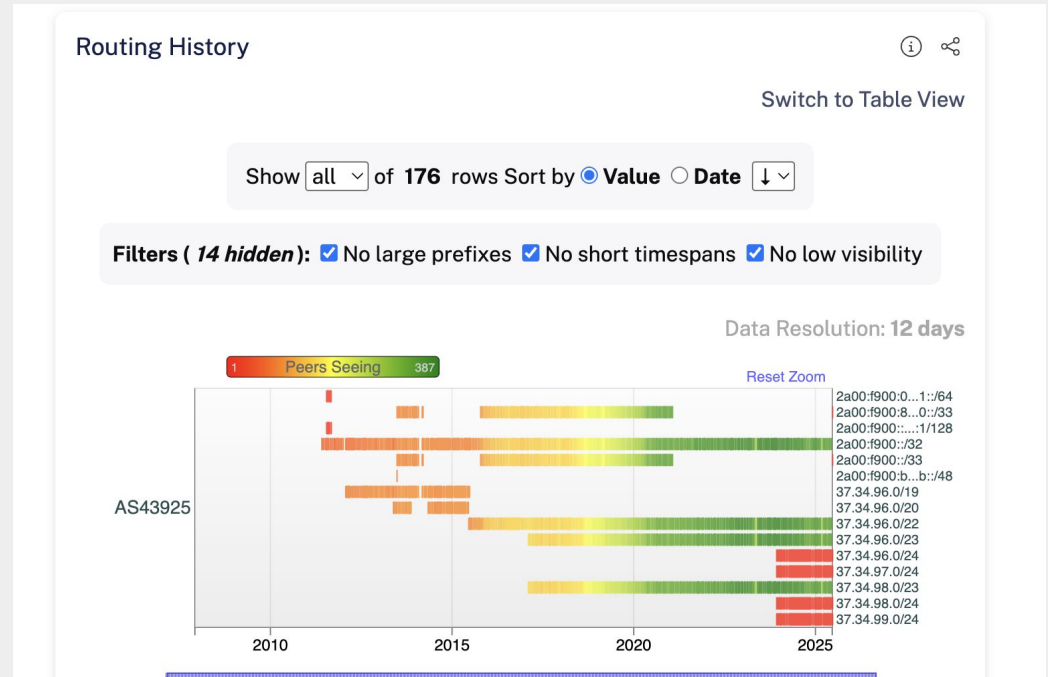 Routing History
Switch to Table View
Show all of 176 rows Sort by Value Date ↓
Filters ( 14 hidden): No large prefixes No short timespans No low visibility
Data Resolution: 12 days
1 Peers Seeing 387
Reset Zoom
2a00:f900:0...1::/64
2a00:f900:8...0::/33
2a00:f900::...:1/128
2a00:f900::/32
2a00:f900::/33
2a00:f900:b...b::/48
37.34.96.0/19
AS43925
37.34.96.0/20
37.34.96.0/22
37.34.96.0/23
37.34.96.0/24
37.34.97.0/24
37.34.98.0/23
37.34.98.0/24
37.34.99.0/24
2010 2015 2020 2025